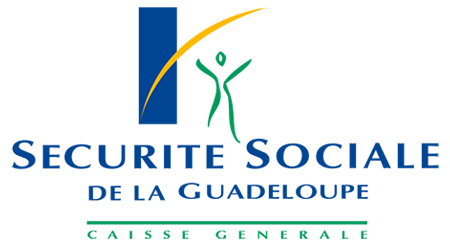 SECURITE SOCIALE
DE LA GUADELOUPE
CAISSE GENERALE